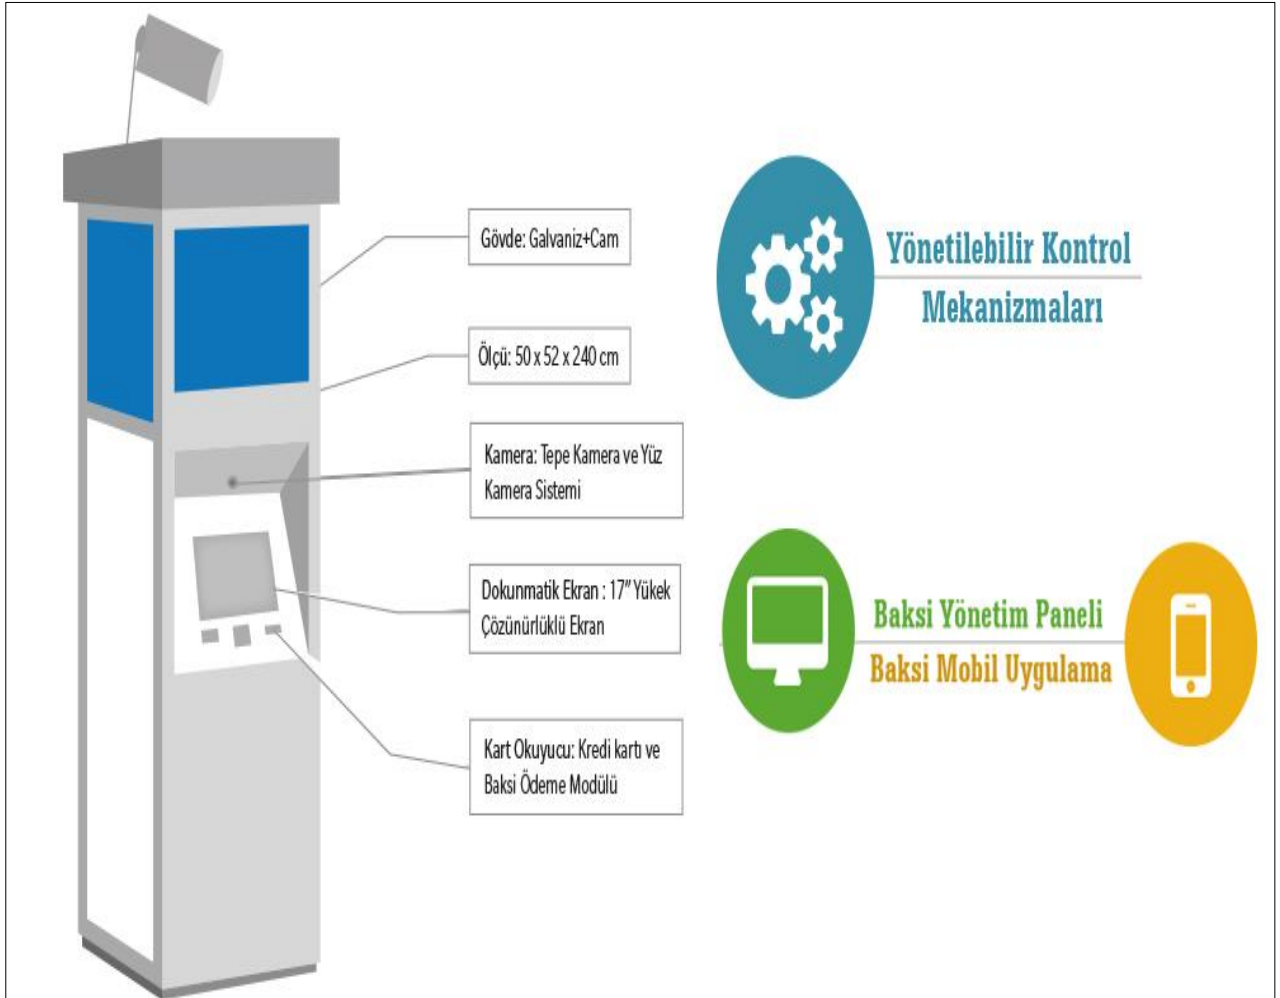 Gövde: Galvaniz+Cam
Ölçü: 50 x 52 x 240 cm
Kamera: Tepe Kamera ve Yüz
Kamera Sistemi
Dokunmatik Ekran : 17" Yükek
Çözünürlüklü Ekran
Kart Okuyucu: Kredi kartı ve
Baksi Ödeme Modülü
Yönetilebilir Kontrol
Mekanizmaları
Baksi Yönetim Paneli
Baksi Mobil Uygulama